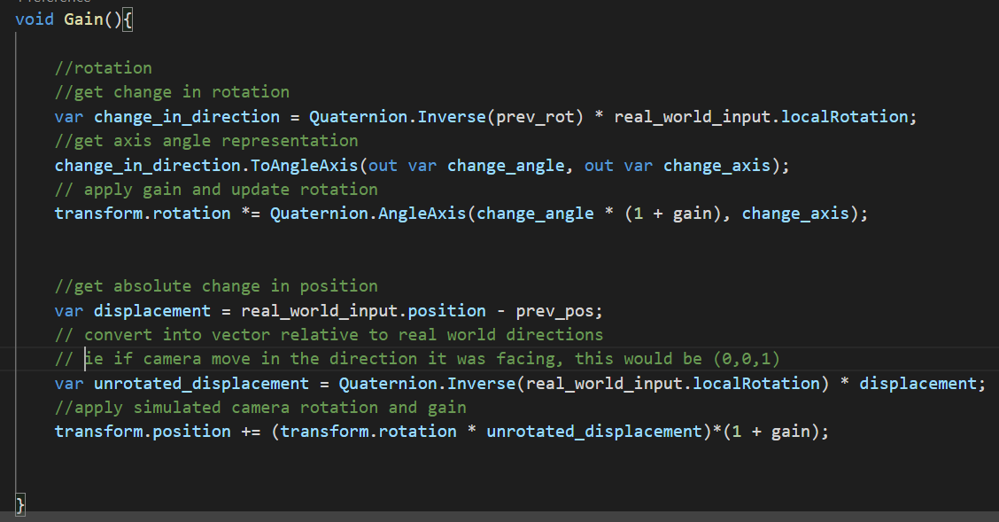 void Gain(){
//rotation
//get change in rotation
var change_in_direction = Quaternion.Inverse(prev_rot) * real_world_input.localRotation;
//get axis angle representation
change_in_direction.ToAngleAxis(out var change_angle, out var change_axis);
// apply gain and update rotation
transform.rotation *= Quaternion.AngleAxis(change_angle * (1 + gain), change_axis);
//get absolute change in position
var displacement = real_world_input.position - prev_pos;
// convert into vector relative to real world directions
// ie if camera move in the direction it was facing, this would be (0,0,1)
var unrotated_displacement = Quaternion.Inverse(real_world_input.localRotation) * displacement;
//apply simulated camera rotation and gain
transform.position += (transform.rotation * unrotated_displacement)*(1 + gain);
}